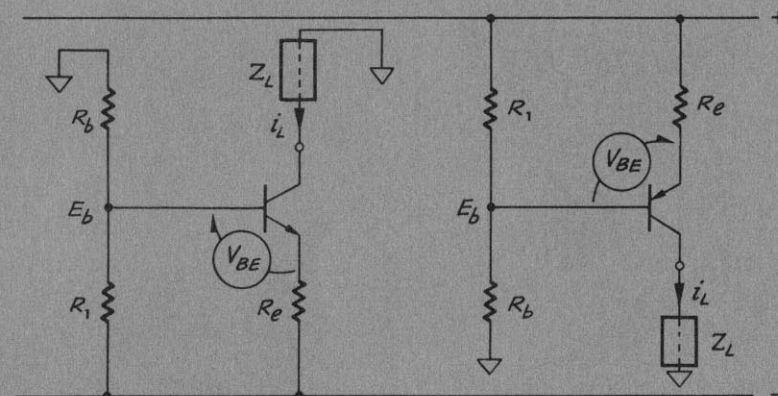 +
Z_L
R_b
i_L
R_1
R_e
V_BE
E_b
E_b
V_BE
R_1
R_e
R_b
i_L
Z_L